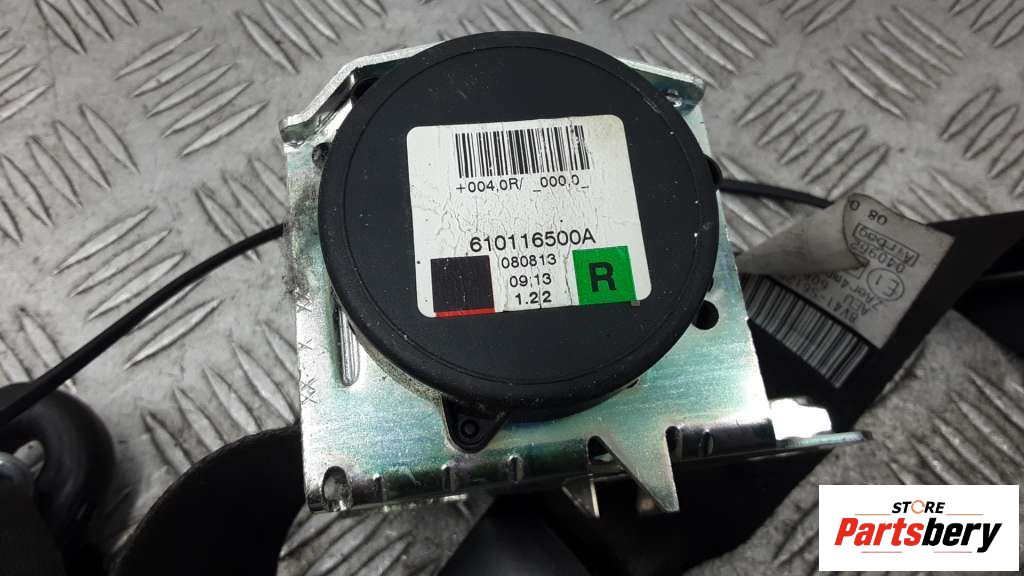 +004,0R/ _000,0_
610116500A
080813
09;13
1.22
R
STORE
Partsbery